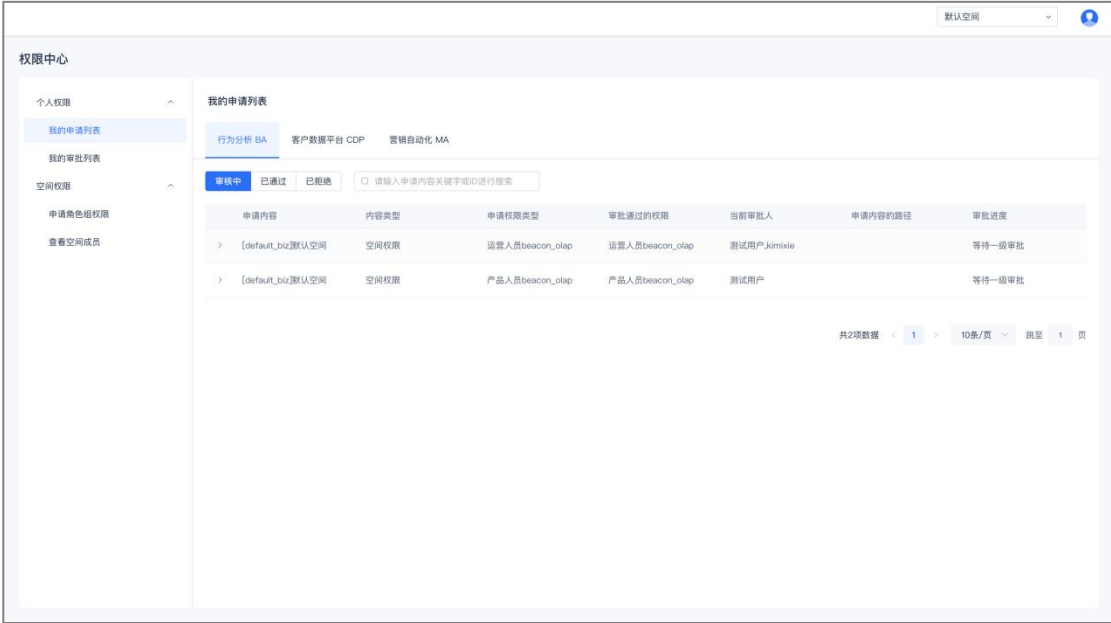 默认空间
权限中心
个人权限
我的申请列表
我的审批列表
空间权限
申请角色组权限
查看空间成员
我的申请列表
行为分析 BA 客户数据平台 CDP 营销自动化 MA
审核中 已通过 已拒绝 请输入申请内容关键字或ID进行搜索
申请内容 内容类型 申请权限类型 审批通过的权限 当前审批人 申请内容的路径 审批进度
[default_biz]默认空间 空间权限 运营人员beacon_olap 运营人员beacon_olap 测试用户,kimixie 等待一级审批
[default_biz]默认空间 空间权限 产品人员beacon_olap 产品人员beacon_olap 测试用户 等待一级审批
共2项数据 1 10条/页 跳至 1 页